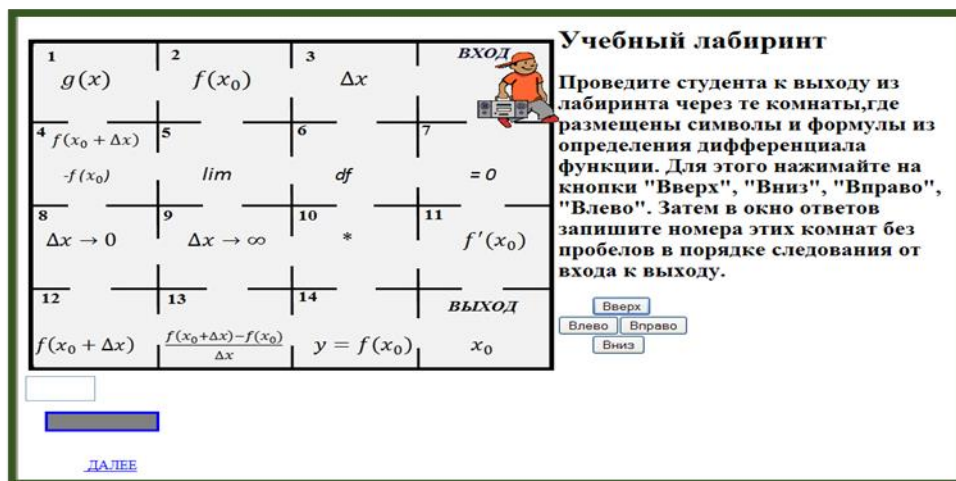 1 2 3 ВХОД
g(x) f(x₀) Δx
4 5 6 7
f(x₀ + Δx)
-f(x₀) lim df = 0
8 9 10 11
Δx → 0 Δx → ∞ * f′(x₀)
12 13 14 ВЫХОД
f(x₀ + Δx) f(x₀+Δx)−f(x₀)/Δx y = f(x₀) x₀
Учебный лабиринт
Проведите студента к выходу из
лабиринта через те комнаты,где
размещены символы и формулы из
определения дифференциала
функции. Для этого нажимайте на
кнопки "Вверх", "Вниз", "Вправо",
"Влево". Затем в окно ответов
запишите номера этих комнат без
пробелов в порядке следования от
входа к выходу.
Вверх
Влево Вправо
Вниз
ДАЛЕЕ